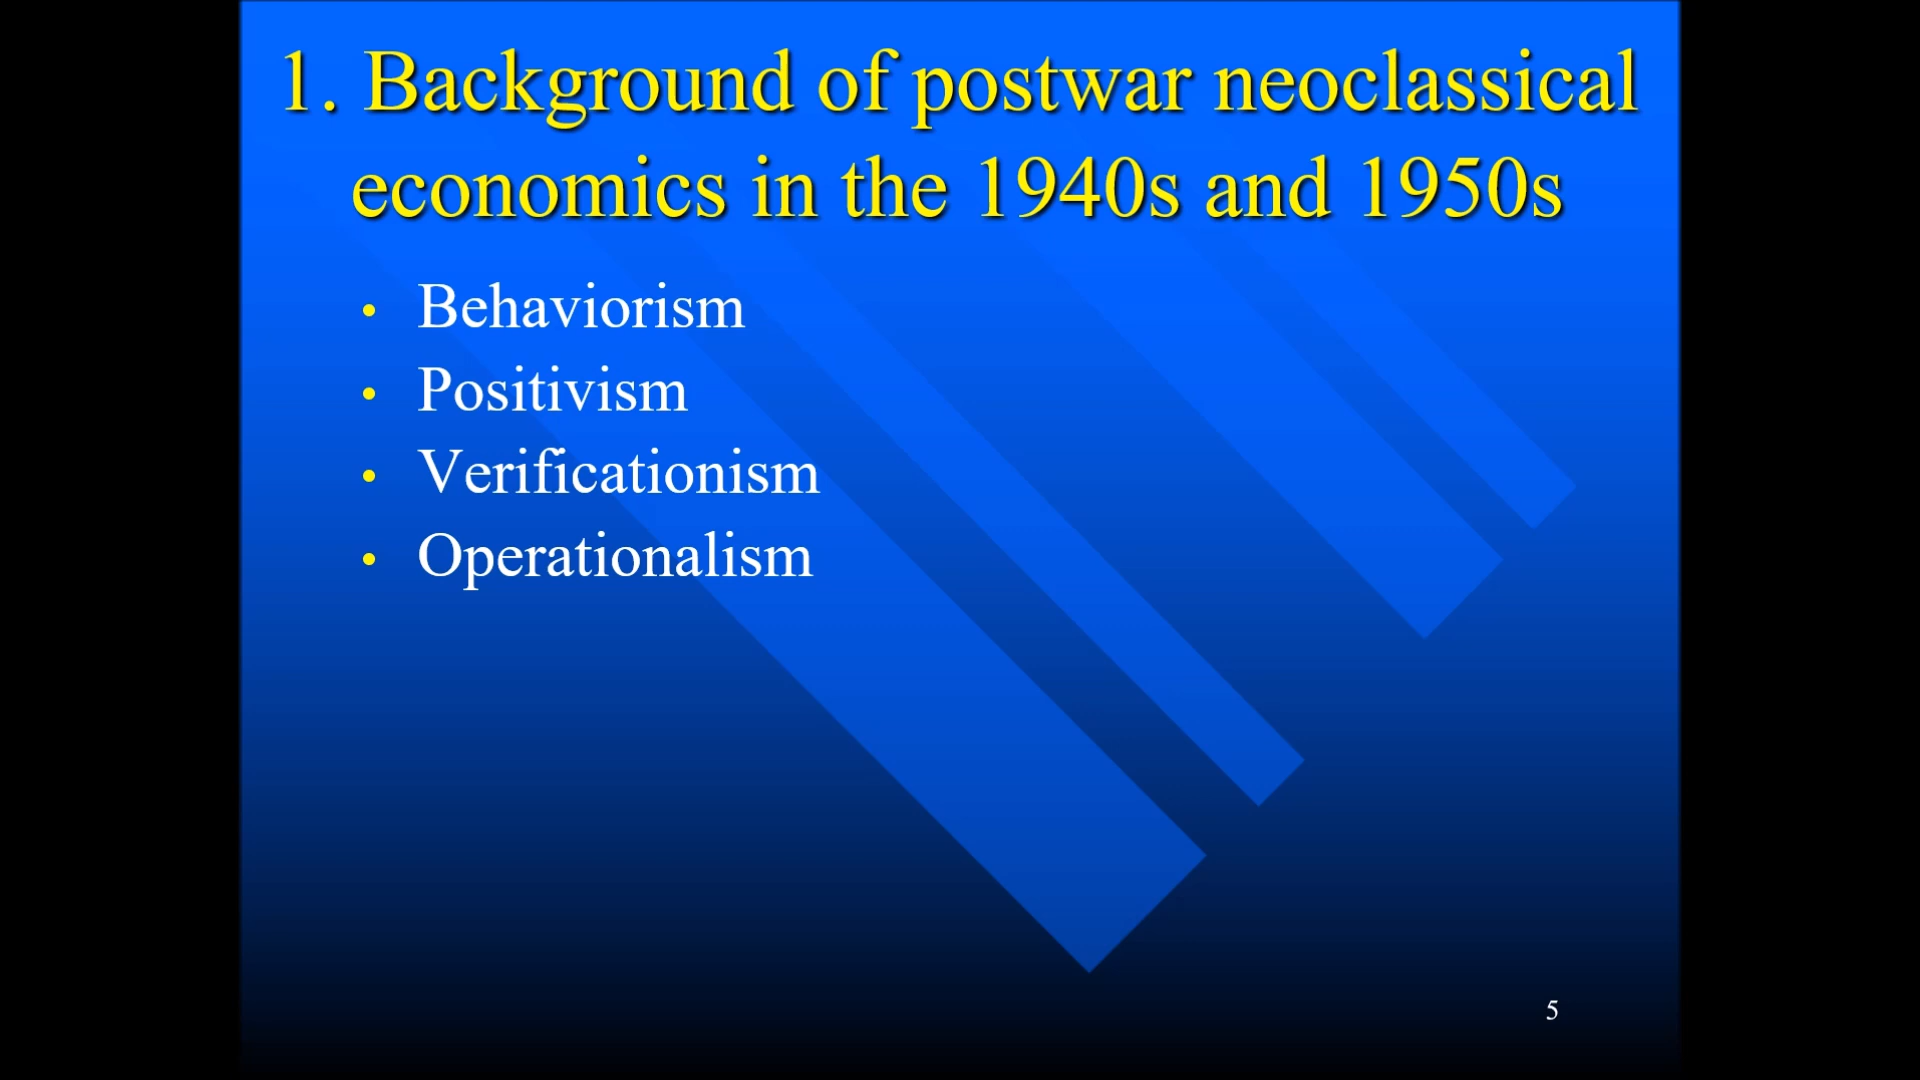 1. Background of postwar neoclassical
economics in the 1940s and 1950s
• Behaviorism
• Positivism
• Verificationism
• Operationalism
5